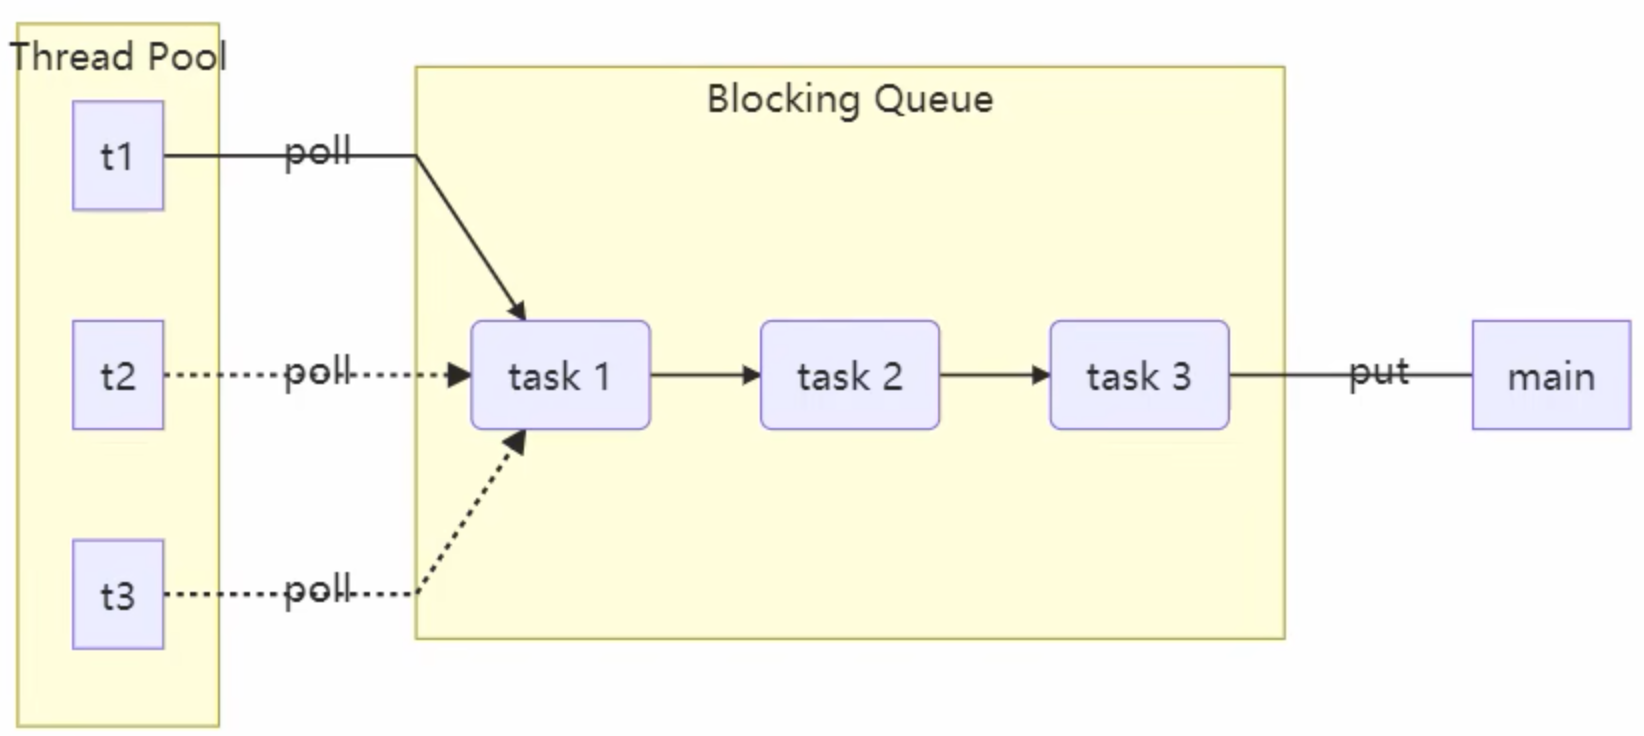 Thread Pool
Blocking Queue
t1
poll
t2
poll
task 1
task 2
task 3
put
main
t3
poll